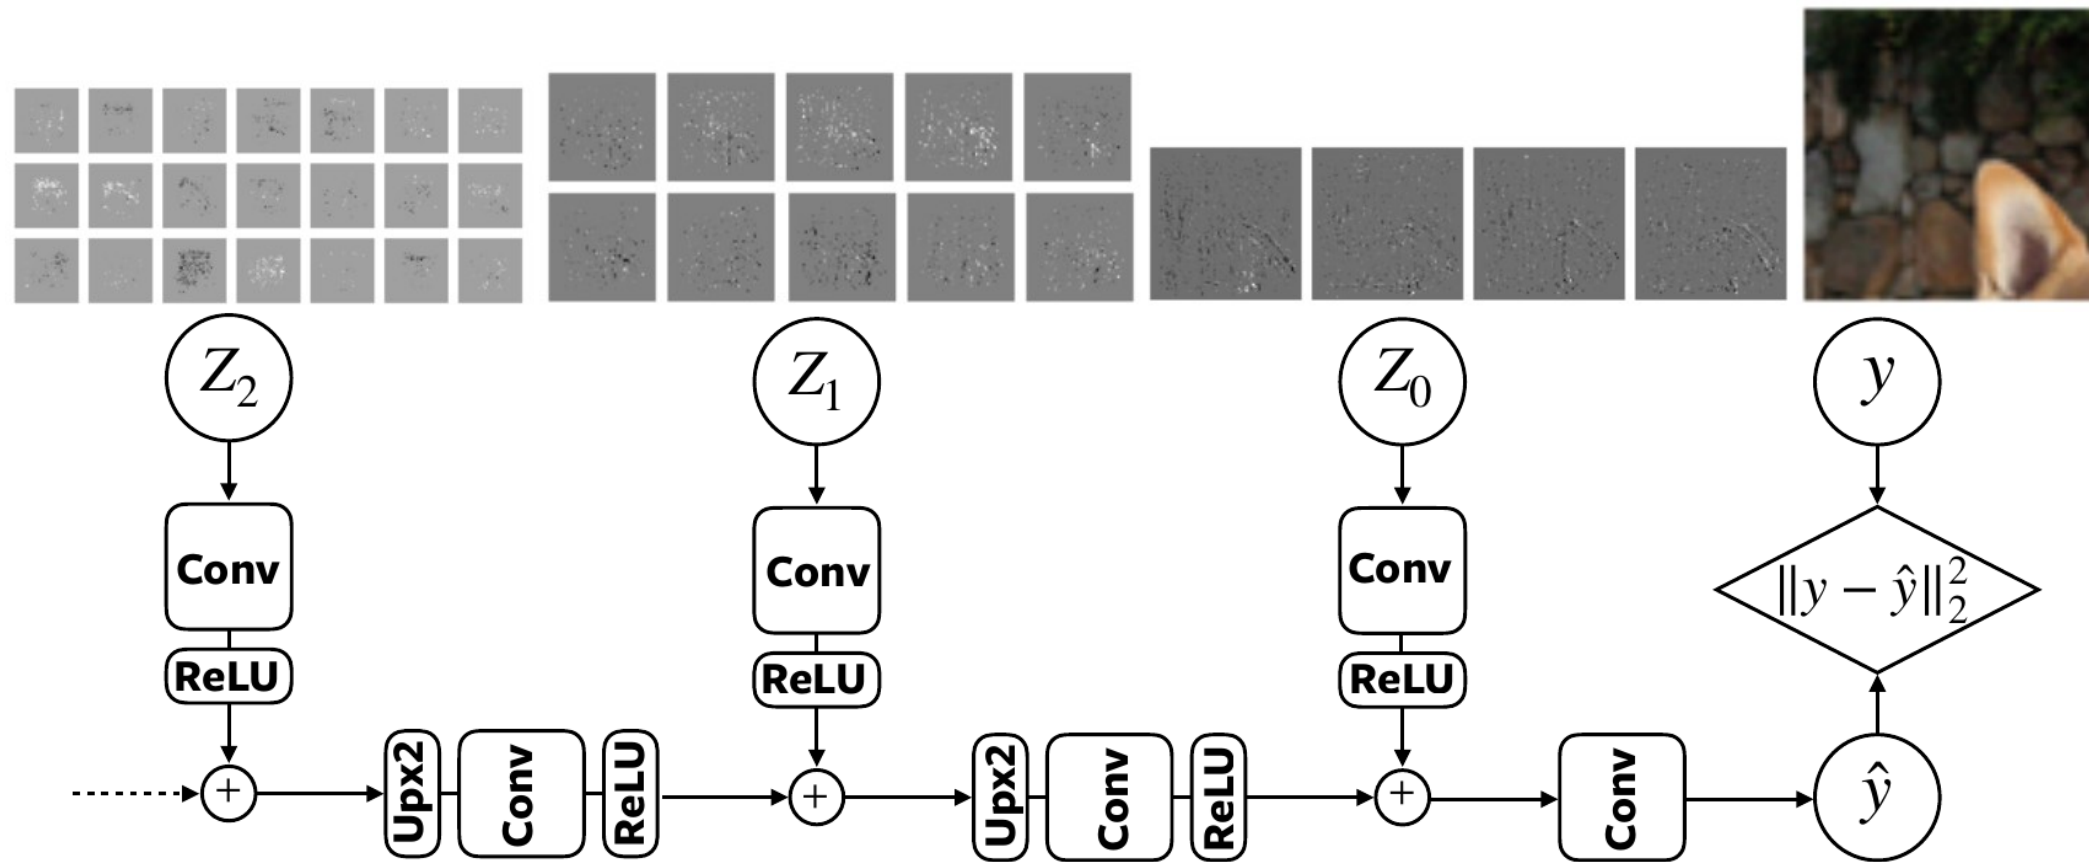 Z₂
Z₁
Z₀
y
Conv
Conv
Conv
‖y − ŷ‖₂²
ReLU
ReLU
ReLU
+
Upx2
Conv
ReLU
+
Upx2
Conv
ReLU
+
Conv
ŷ